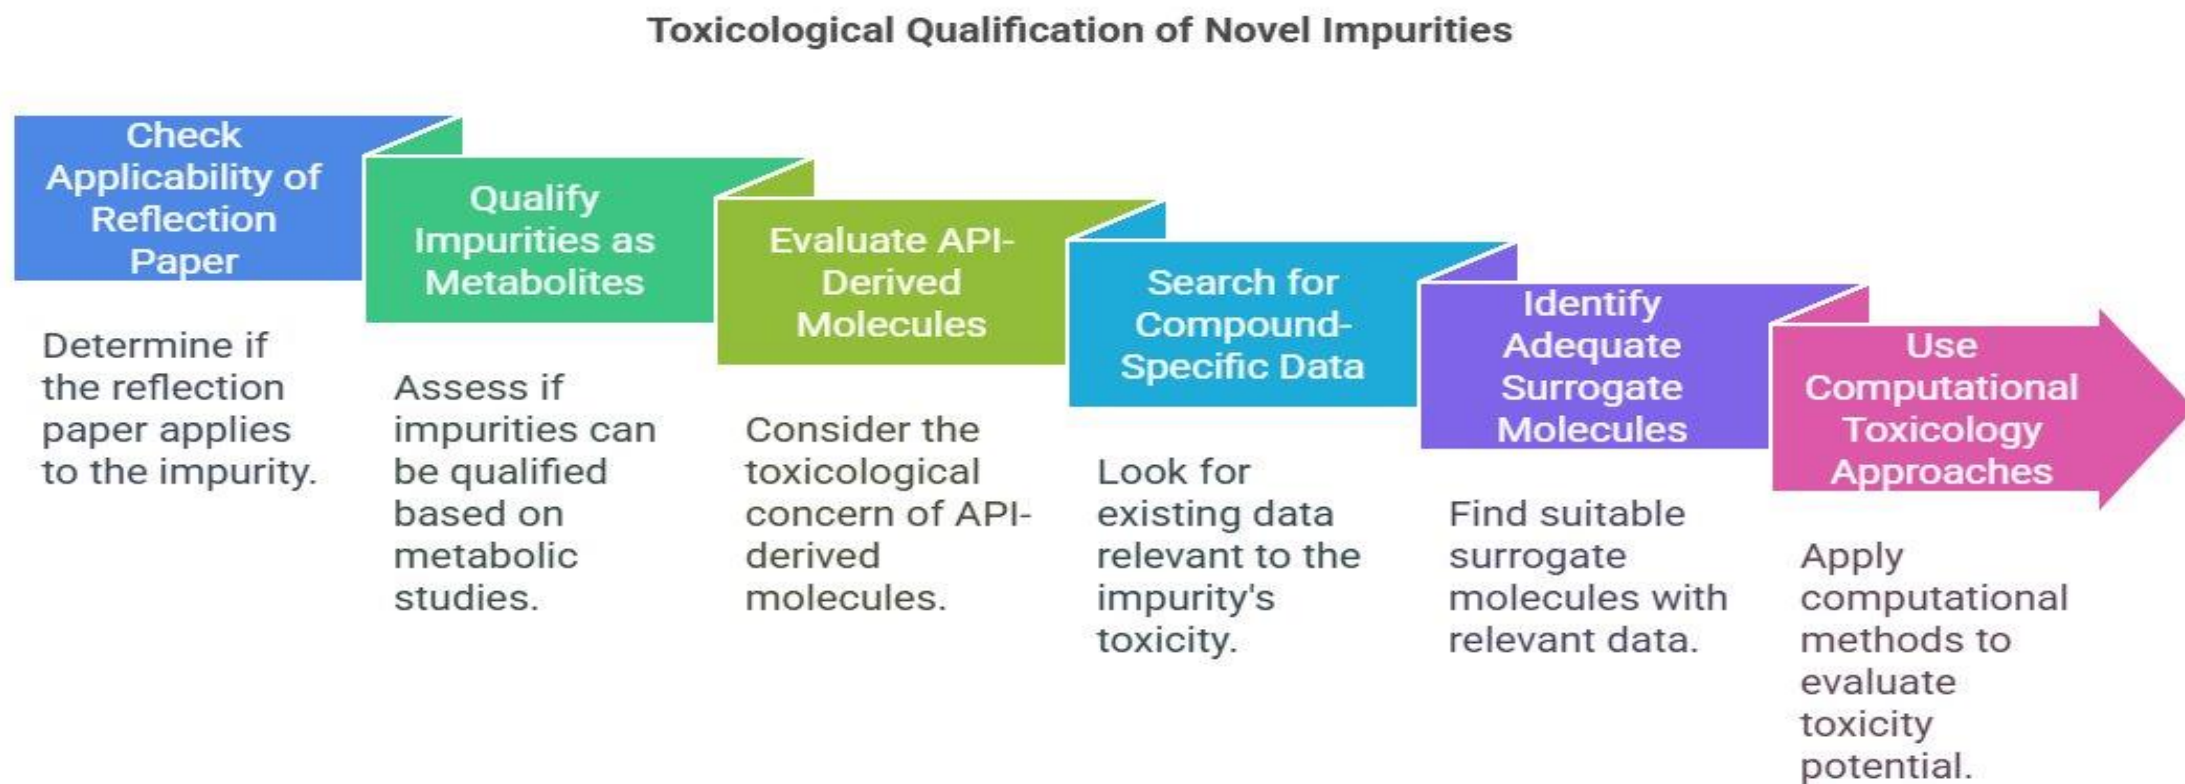 Toxicological Qualification of Novel Impurities
Check
Applicability of
Reflection
Paper
Determine if
the reflection
paper applies
to the impurity.
Qualify
Impurities as
Metabolites
Assess if
impurities can
be qualified
based on
metabolic
studies.
Evaluate API-
Derived
Molecules
Consider the
toxicological
concern of API-
derived
molecules.
Search for
Compound-
Specific Data
Look for
existing data
relevant to the
impurity's
toxicity.
Identify
Adequate
Surrogate
Molecules
Find suitable
surrogate
molecules with
relevant data.
Use
Computational
Toxicology
Approaches
Apply
computational
methods to
evaluate
toxicity
potential.